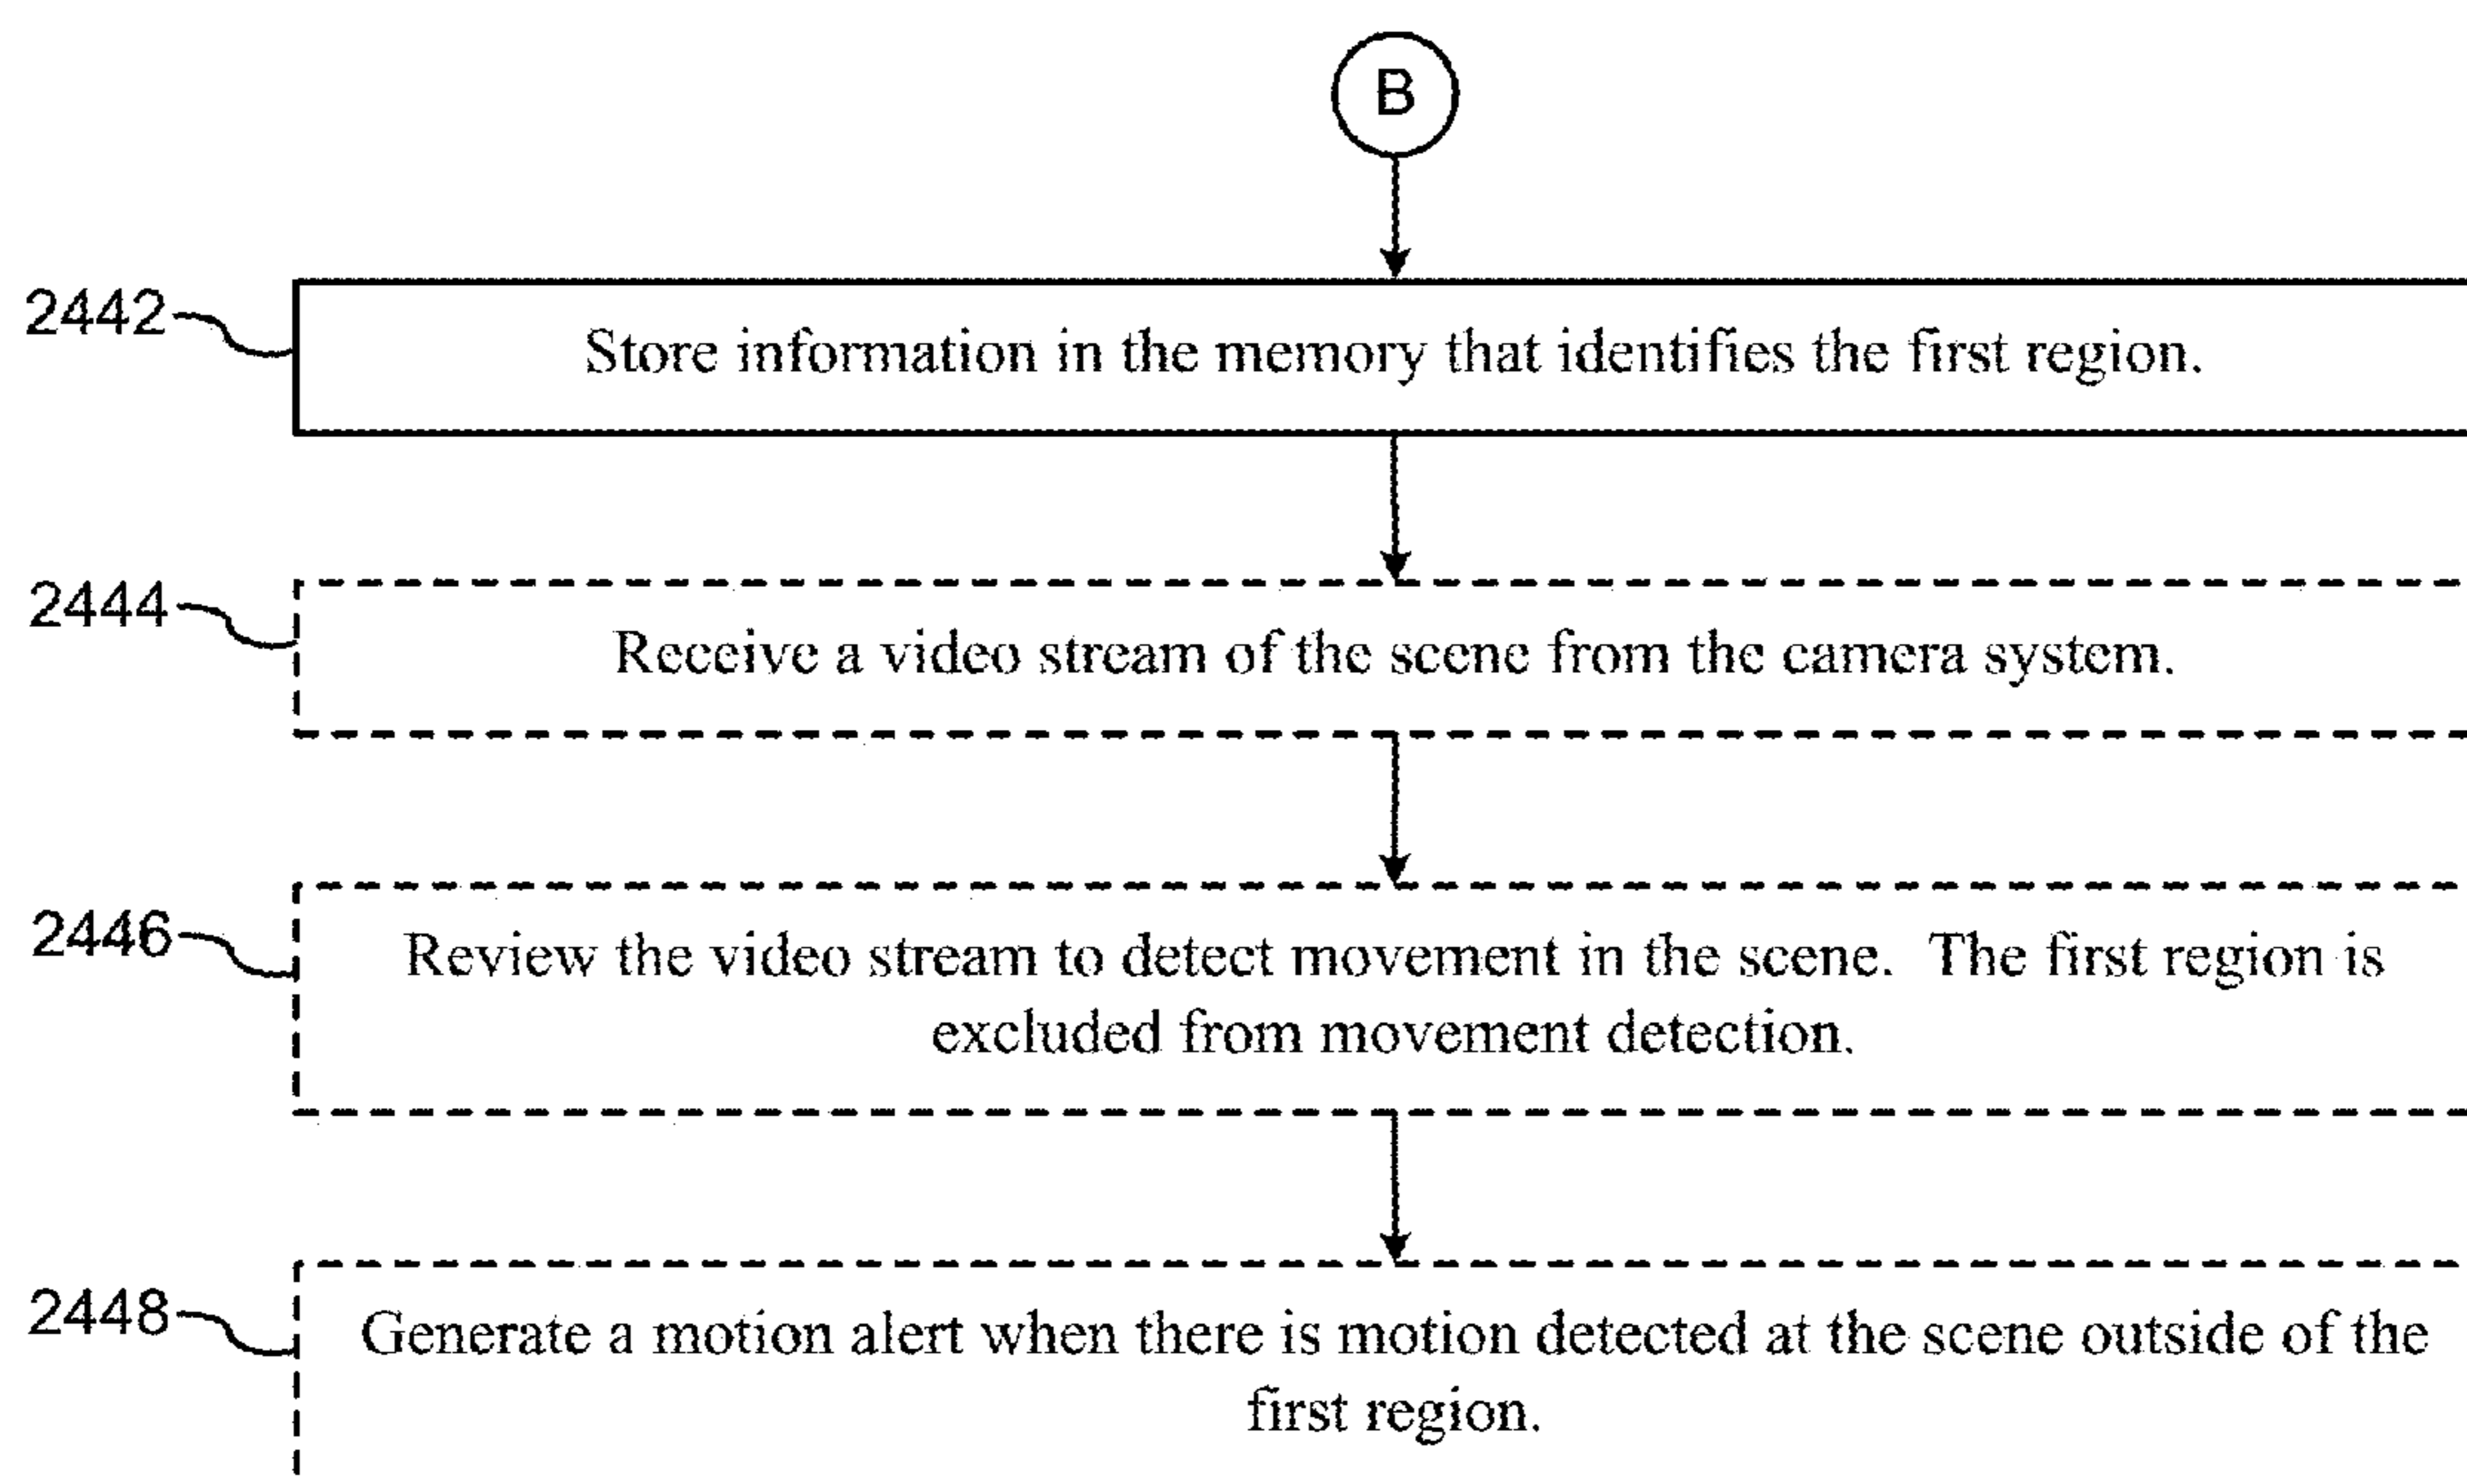 B
2442
Store information in the memory that identifies the first region.
2444
Receive a video stream of the scene from the camera system.
2446
Review the video stream to detect movement in the scene. The first region is
excluded from movement detection.
2448
Generate a motion alert when there is motion detected at the scene outside of the
first region.